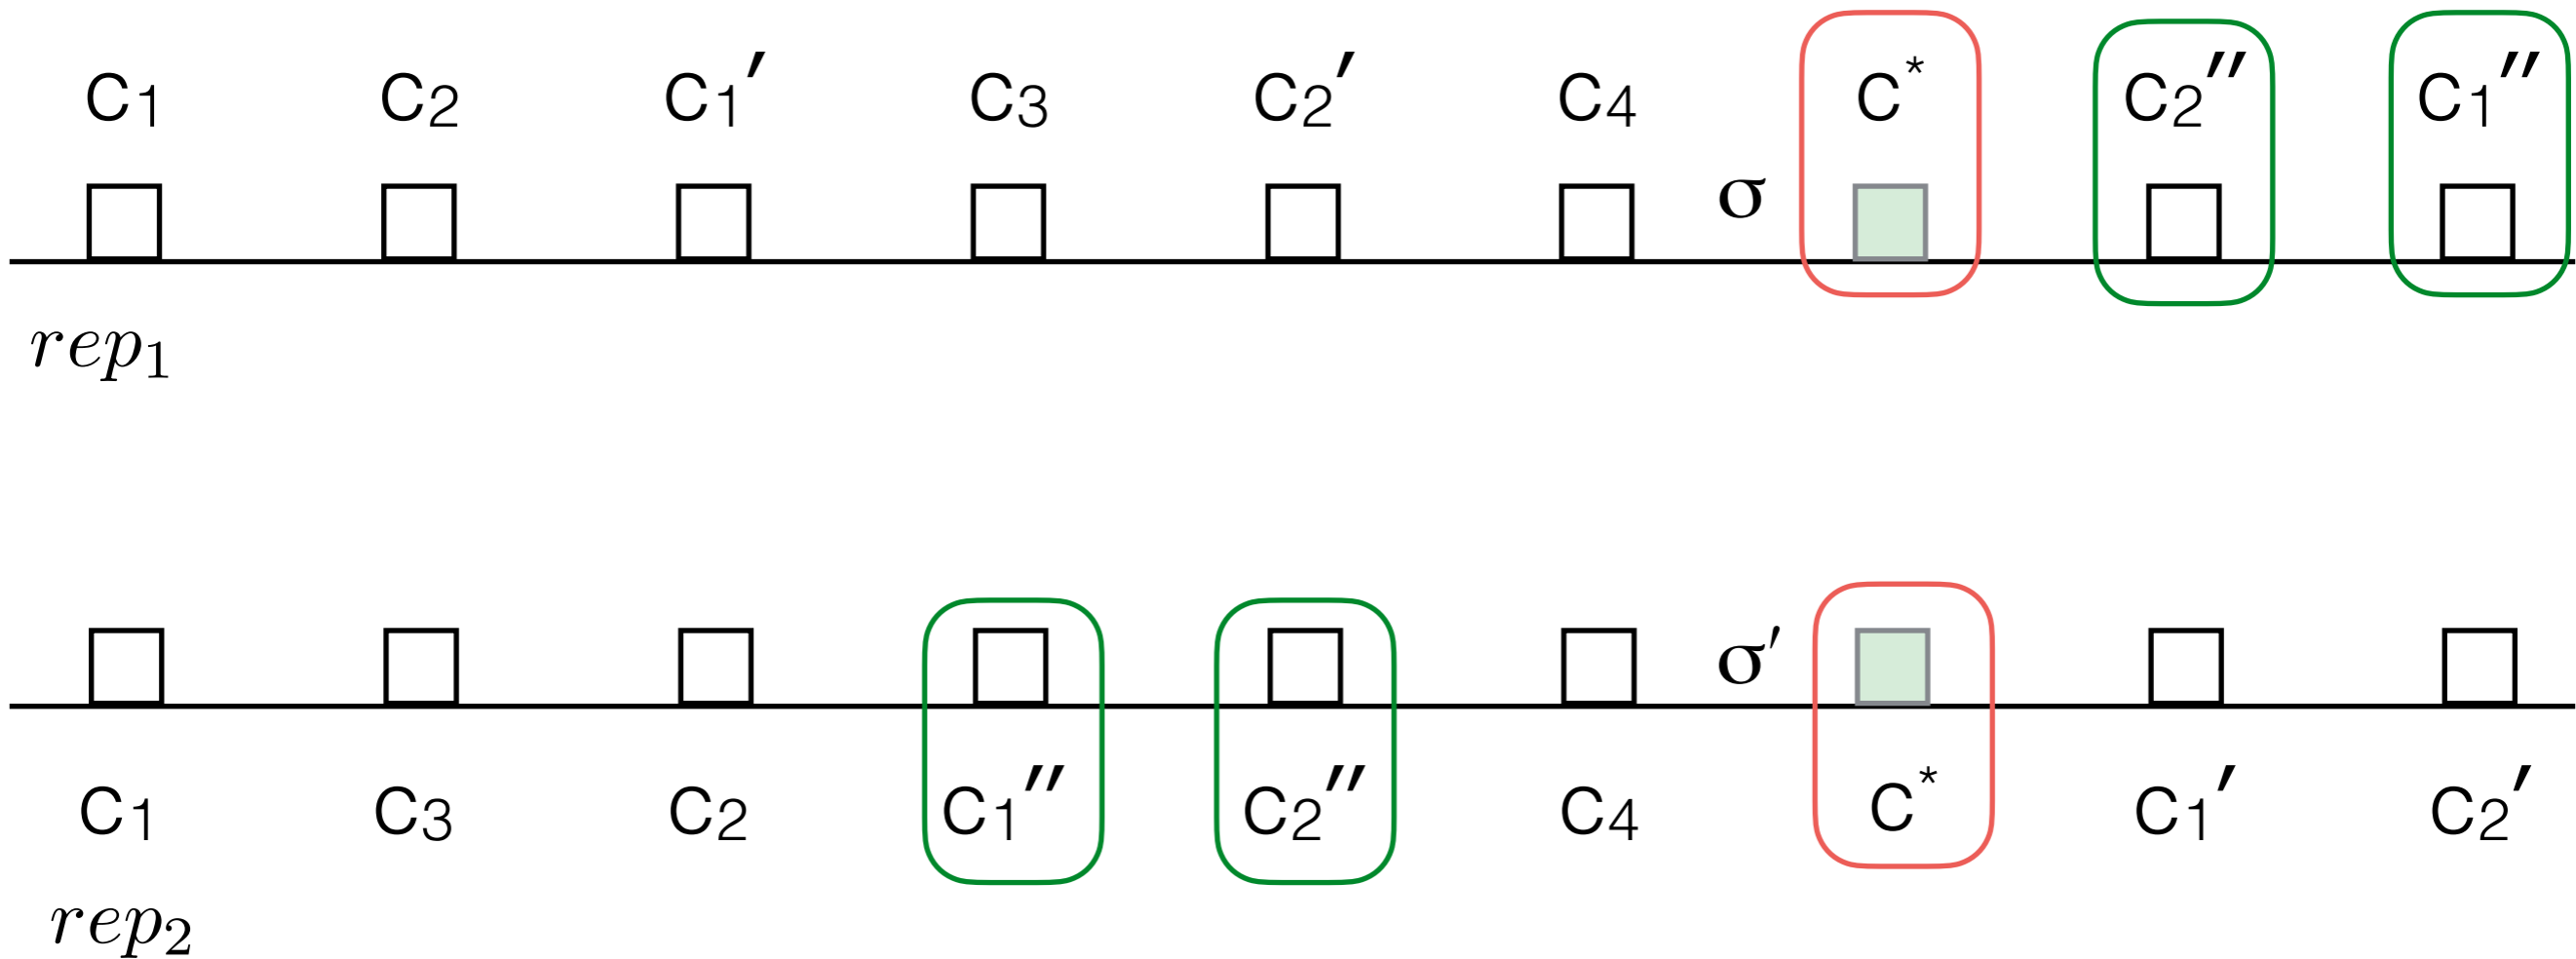 C₁ C₂ C₁′ C₃ C₂′ C₄ C* C₂″ C₁″
σ
rep₁
σ′
C₁ C₃ C₂ C₁″ C₂″ C₄ C* C₁′ C₂′
rep₂